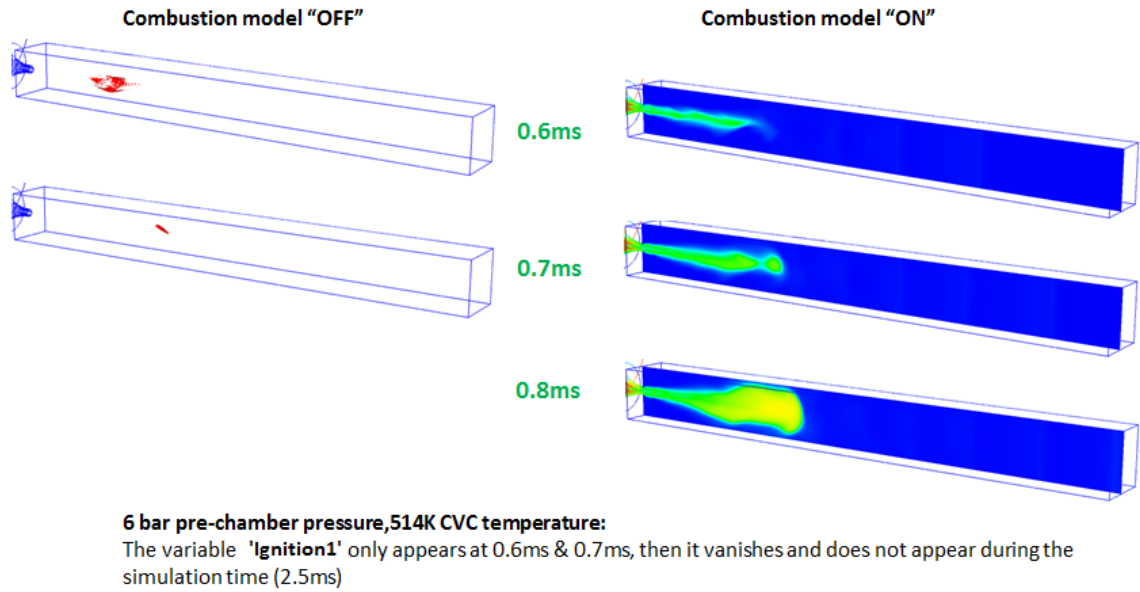 Combustion model “OFF”
Combustion model “ON”
0.6ms
0.7ms
0.8ms
6 bar pre-chamber pressure,514K CVC temperature:
The variable 'Ignition1' only appears at 0.6ms & 0.7ms, then it vanishes and does not appear during the
simulation time (2.5ms)